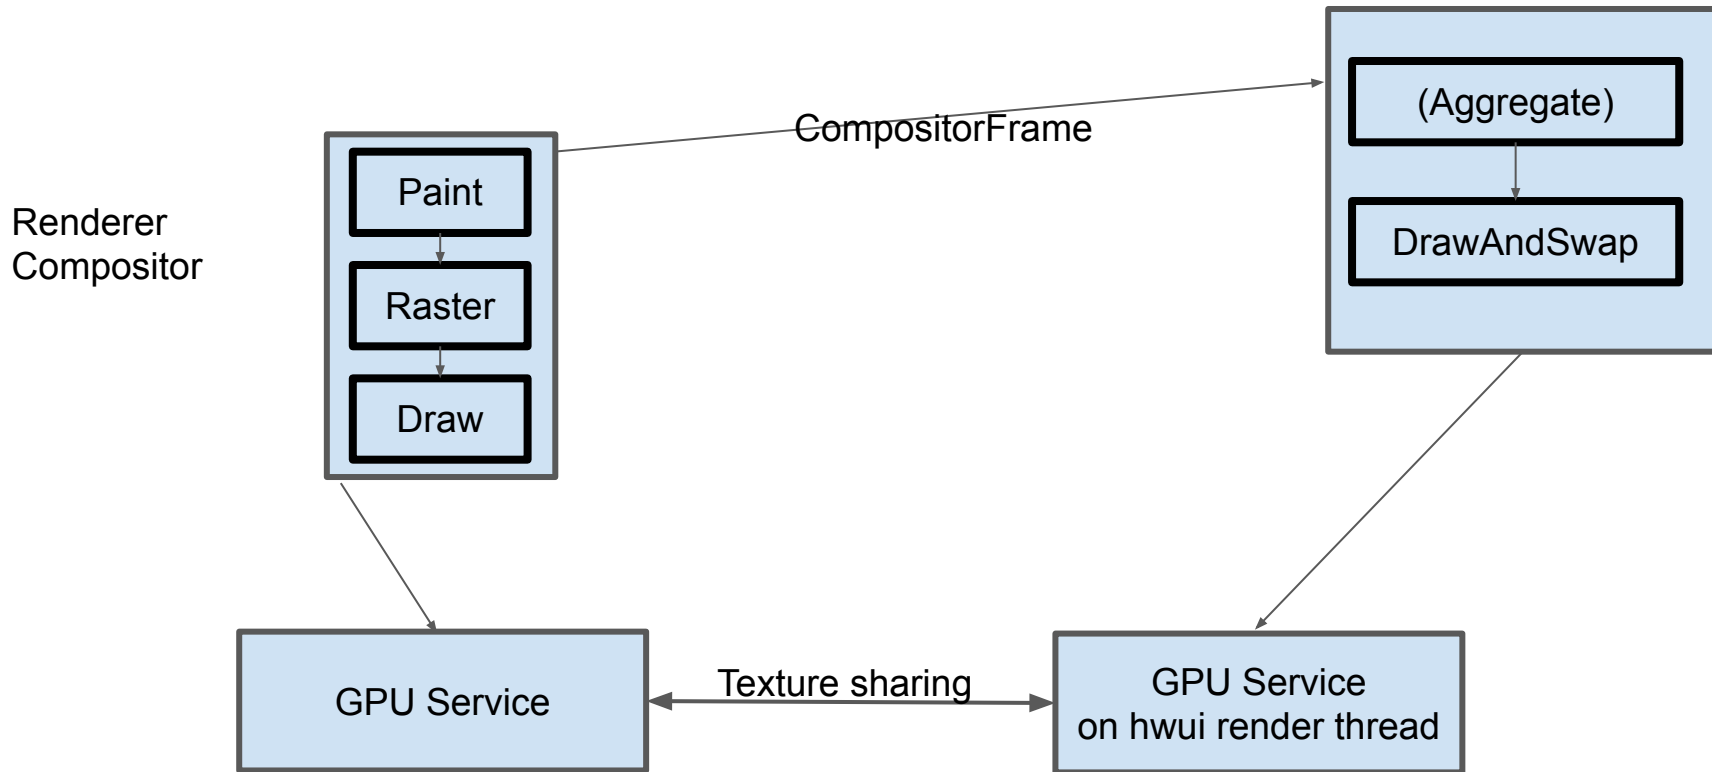 Renderer
Compositor
Paint
Raster
Draw
CompositorFrame
(Aggregate)
DrawAndSwap
GPU Service
Texture sharing
GPU Service
on hwui render thread